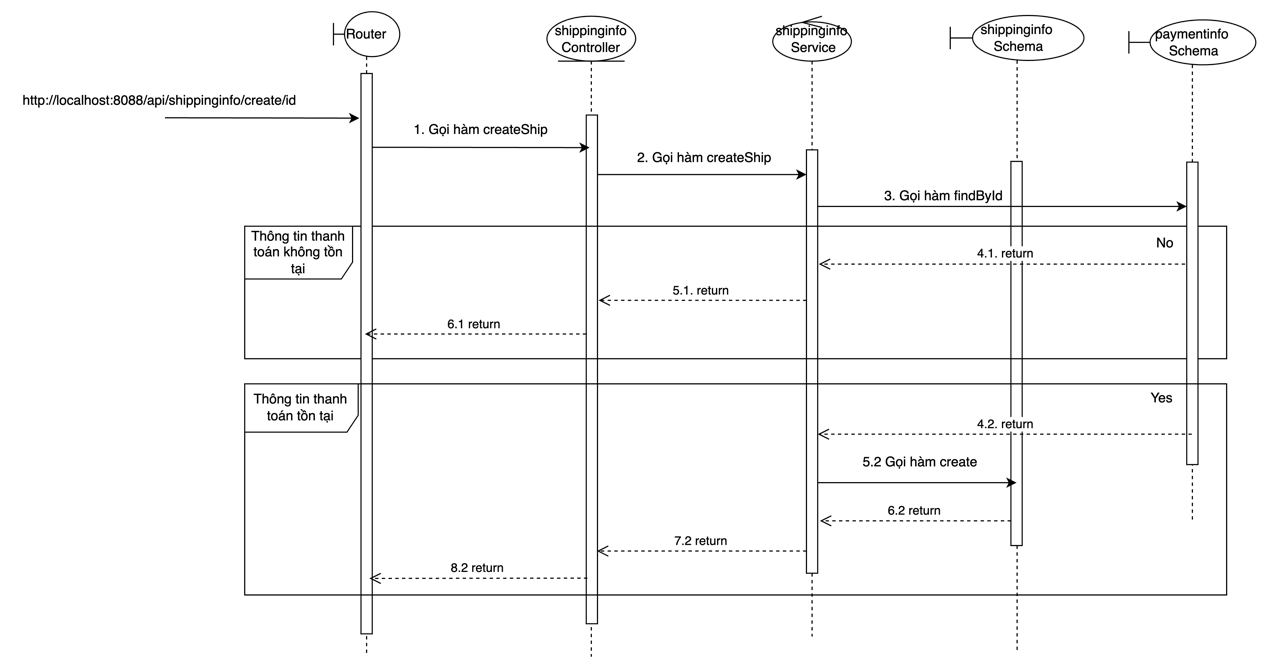 Router
shippinginfo
Controller
shippinginfo
Service
shippinginfo
Schema
paymentinfo
Schema
http://localhost:8088/api/shippinginfo/create/id
1. Gọi hàm createShip
2. Gọi hàm createShip
3. Gọi hàm findById
Thông tin thanh
toán không tồn
tại
No
4.1. return
5.1. return
6.1 return
Thông tin thanh
toán tồn tại
Yes
4.2. return
5.2 Gọi hàm create
6.2 return
7.2 return
8.2 return